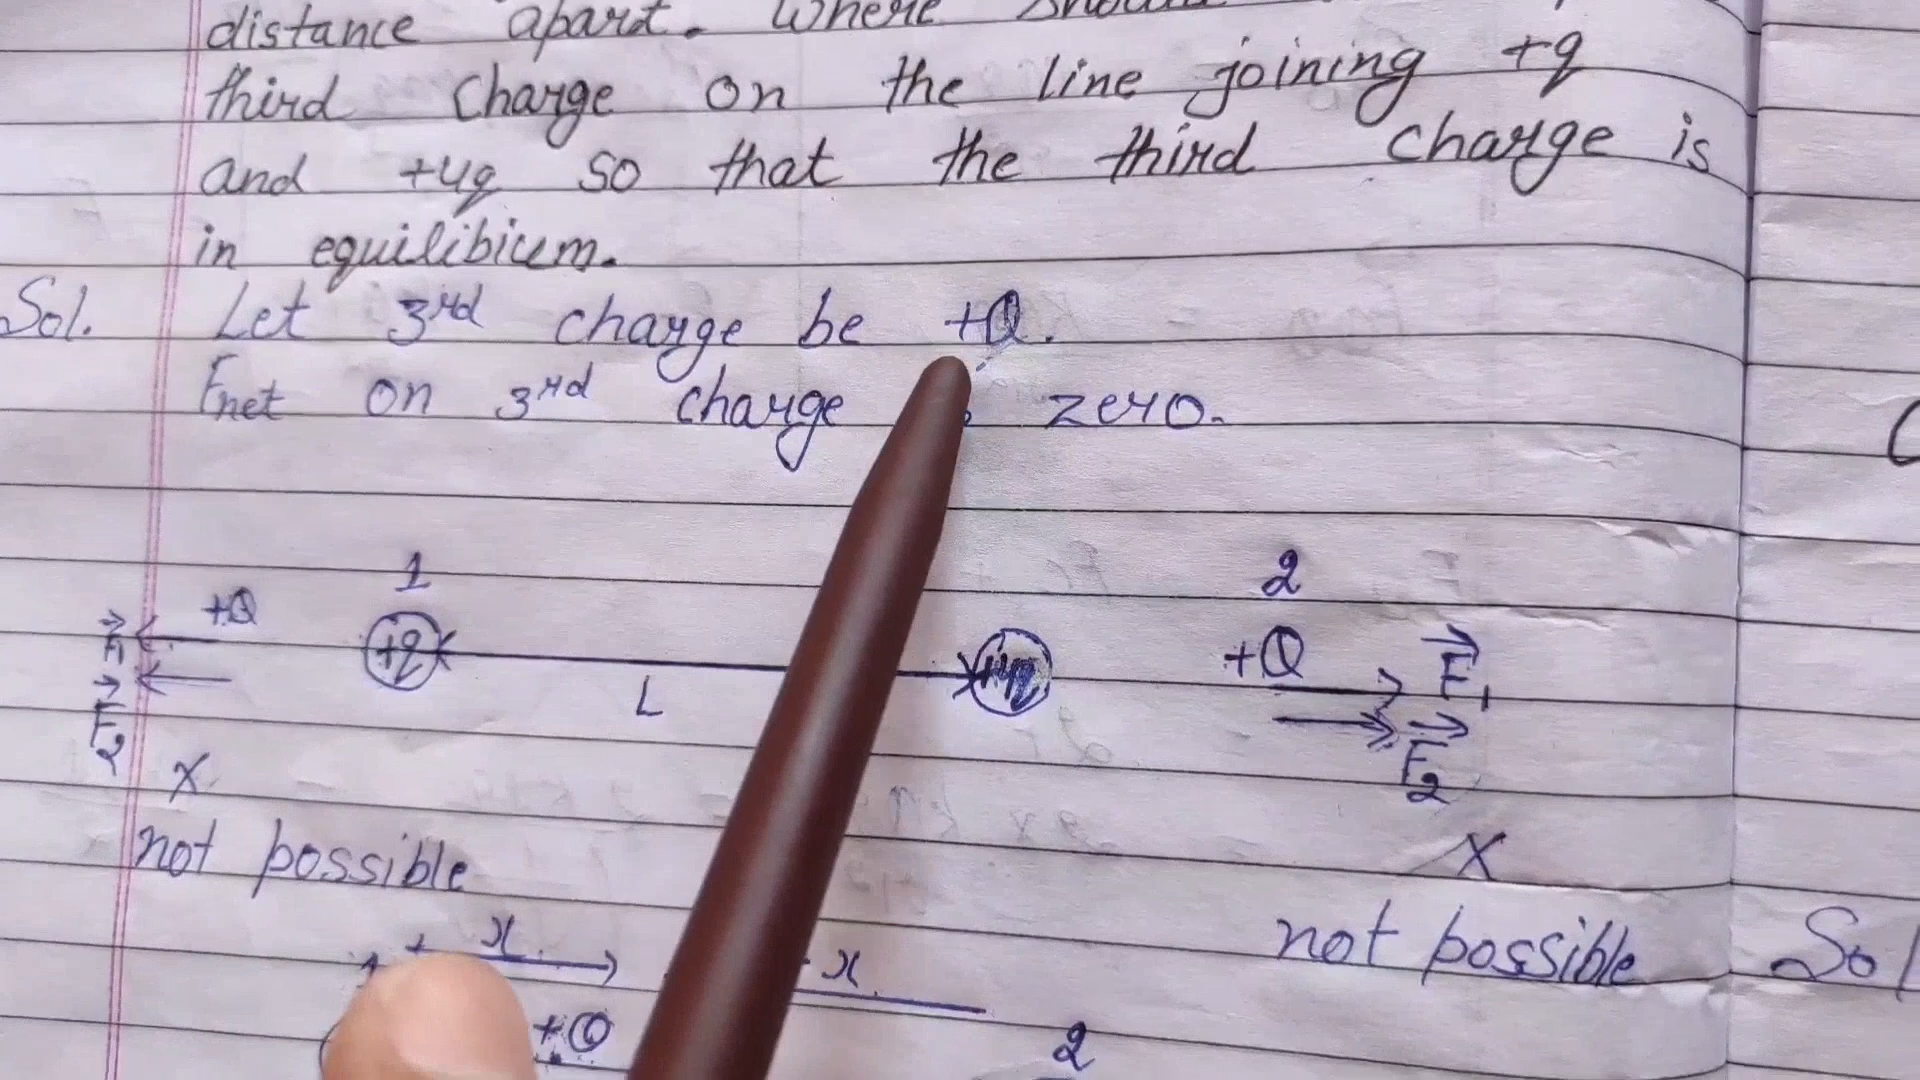 distance apart. Where should
third charge on the line joining +q
and +4q so that the third charge is
in equilibium.
Sol. Let 3rd charge be +Q.
Fnet on 3rd charge zero.
1
2
+Q
+q
+4q
+Q
F1
L
F2
F2
X
X
not possible
not possible
Sol
x
x
+Q
2